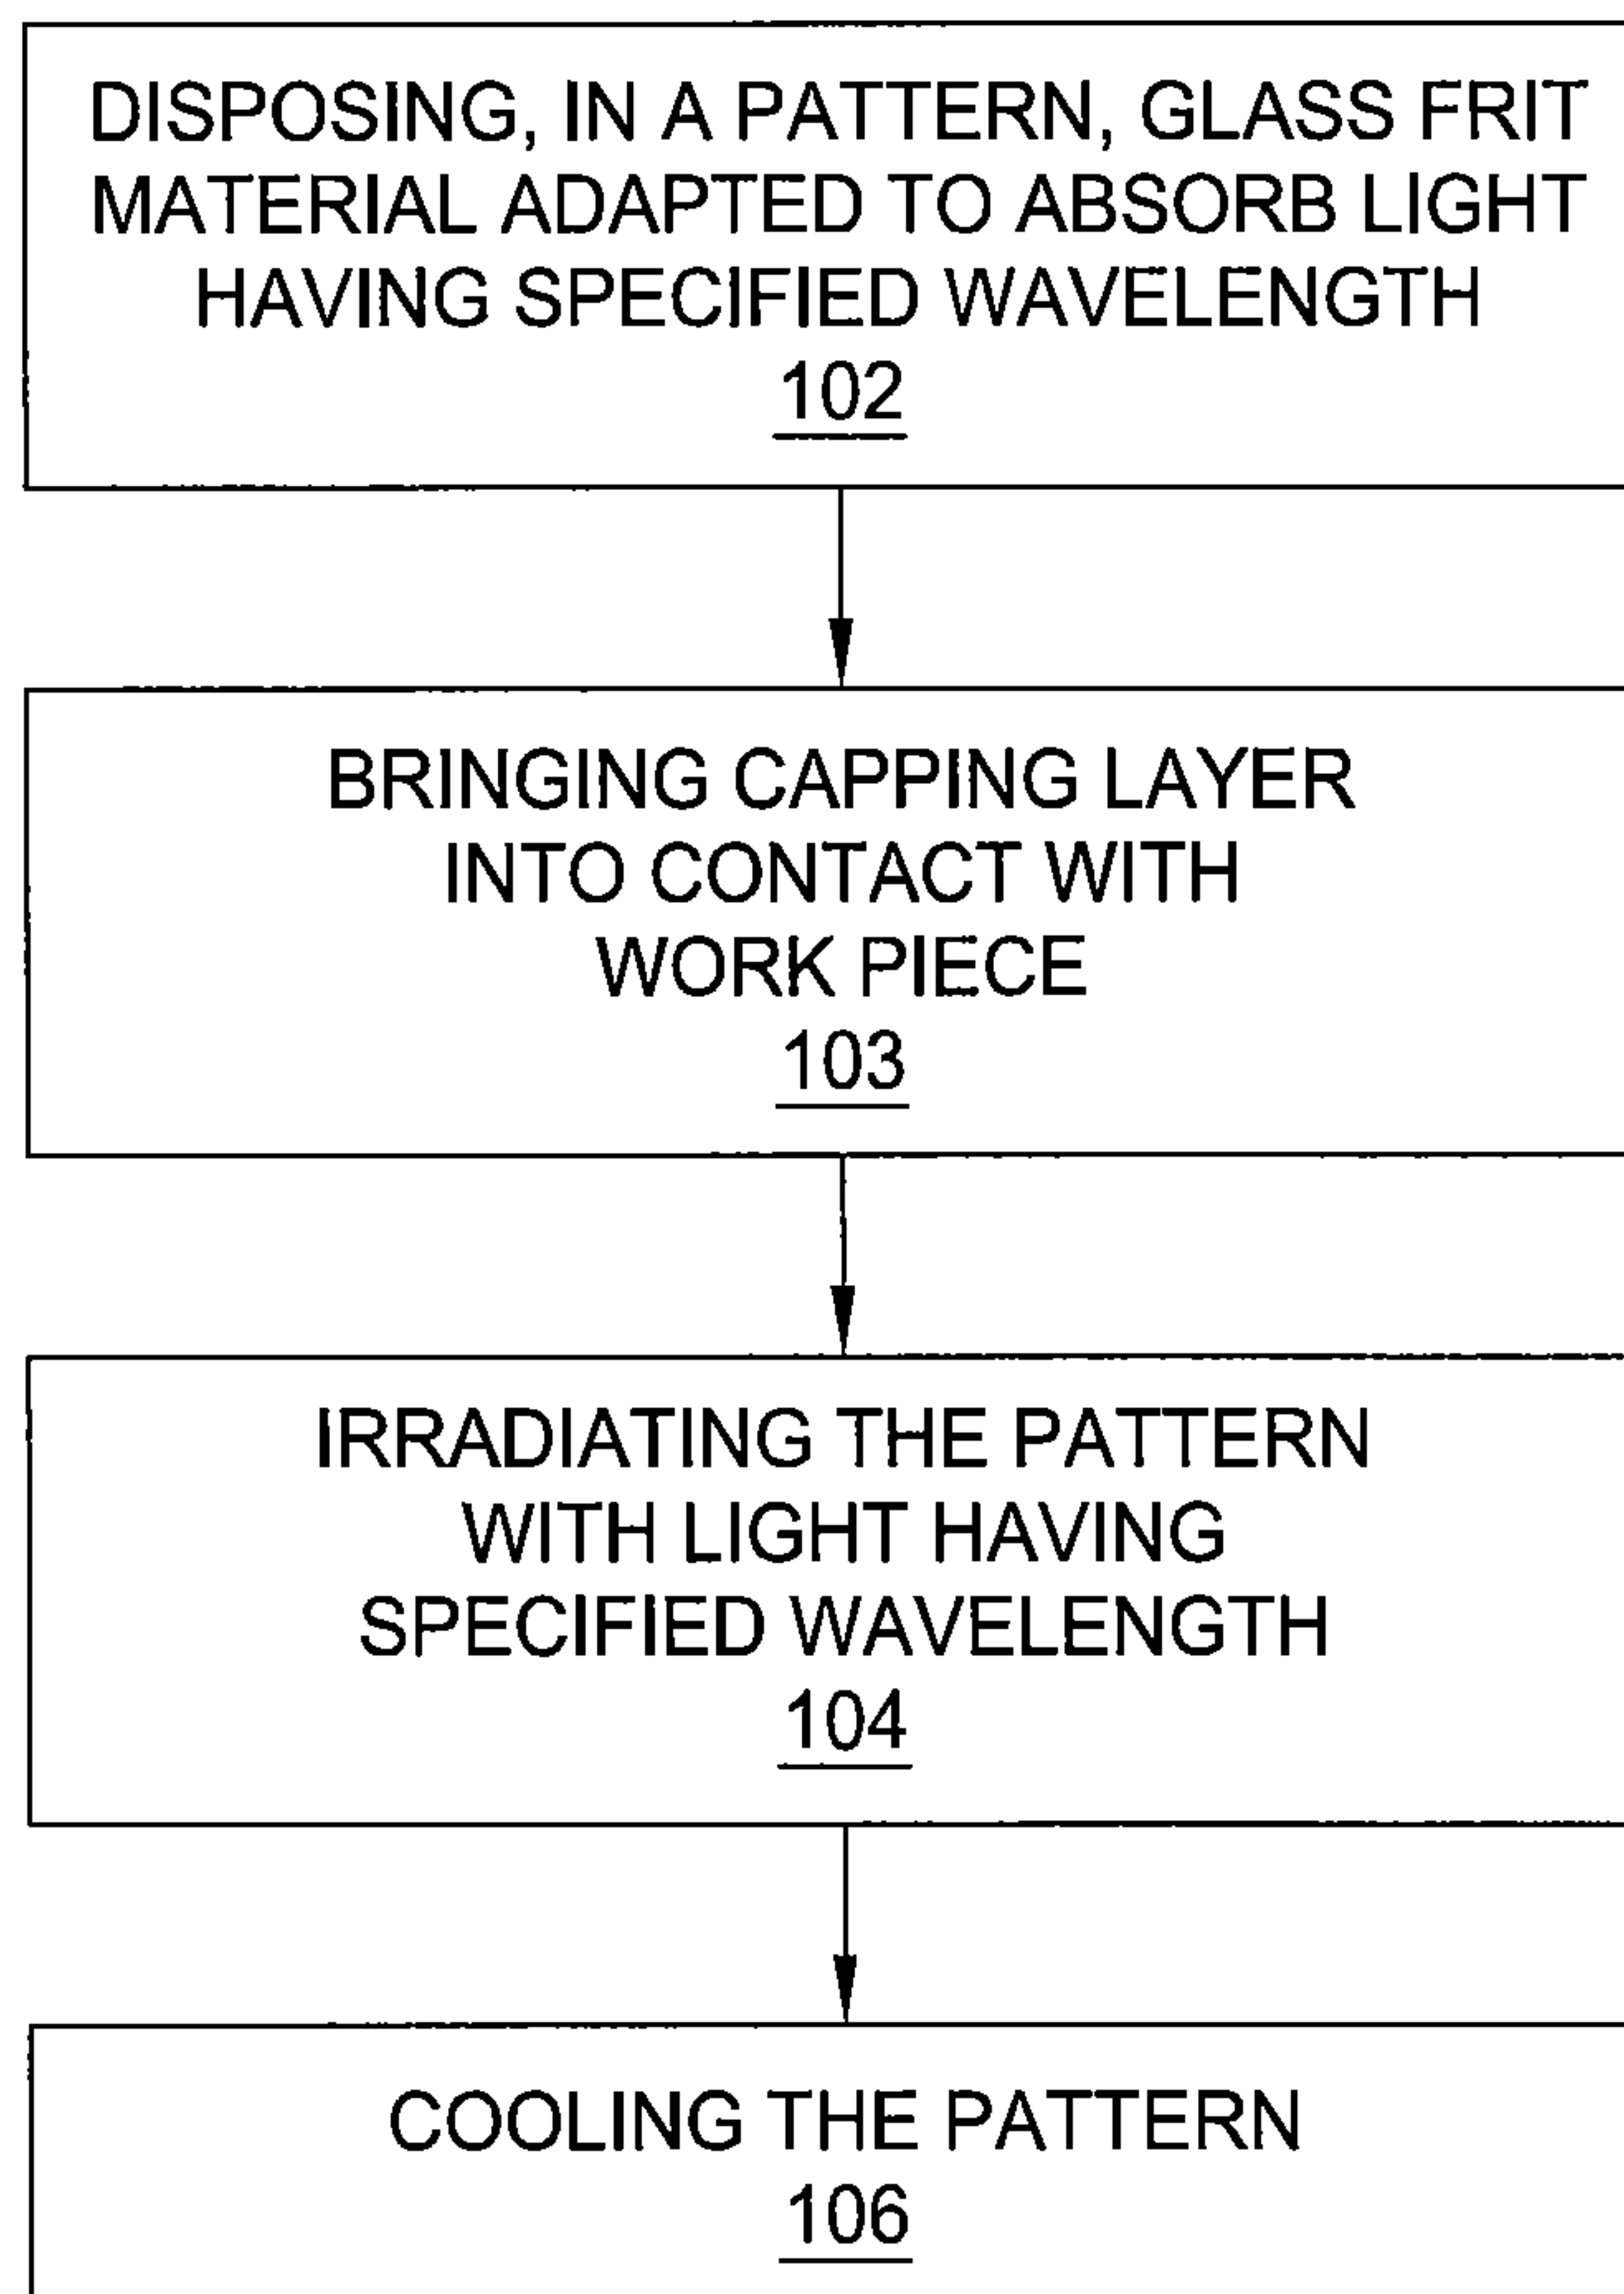 DISPOSING, IN A PATTERN, GLASS FRIT
MATERIAL ADAPTED TO ABSORB LIGHT
HAVING SPECIFIED WAVELENGTH
102
BRINGING CAPPING LAYER
INTO CONTACT WITH
WORK PIECE
103
IRRADIATING THE PATTERN
WITH LIGHT HAVING
SPECIFIED WAVELENGTH
104
COOLING THE PATTERN
106